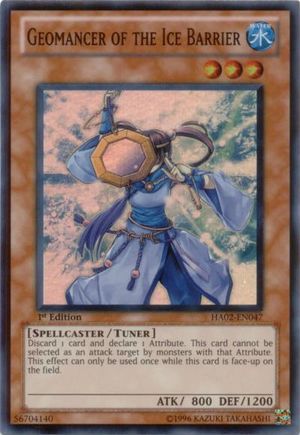 GEOMANCER OF THE ICE BARRIER
WATER
水
1st Edition
HA02-EN047
[SPELLCASTER / TUNER]
Discard 1 card and declare 1 Attribute. This card cannot be
selected as an attack target by monsters with that Attribute.
This effect can only be used once while this card is face-up on
the field.
ATK/ 800 DEF/1200
56704140
©1996 KAZUKI TAKAHASHI